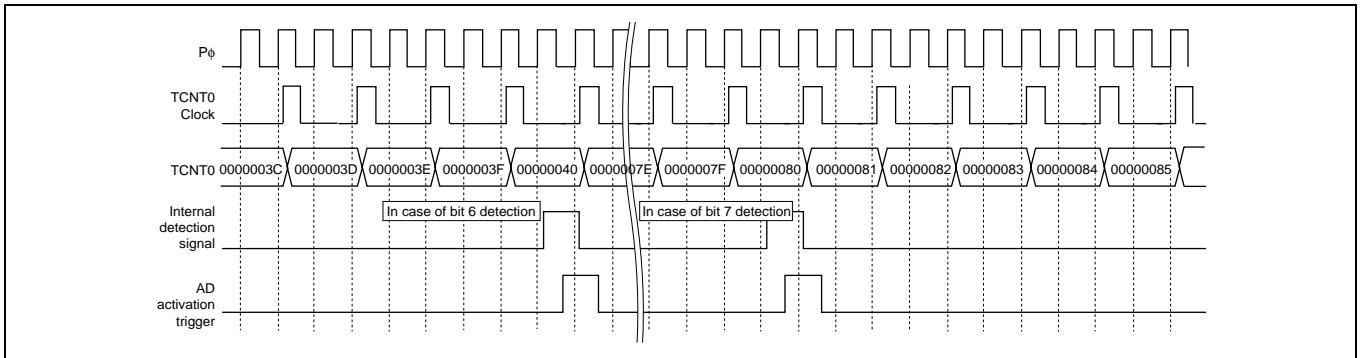 Pϕ
TCNT0
Clock
TCNT0 0000003C 0000003D 0000003E 0000003F 00000040 0000007E 0000007F 00000080 00000081 00000082 00000083 00000084 00000085
Internal
detection
signal
In case of bit 6 detection
In case of bit 7 detection
AD
activation
trigger